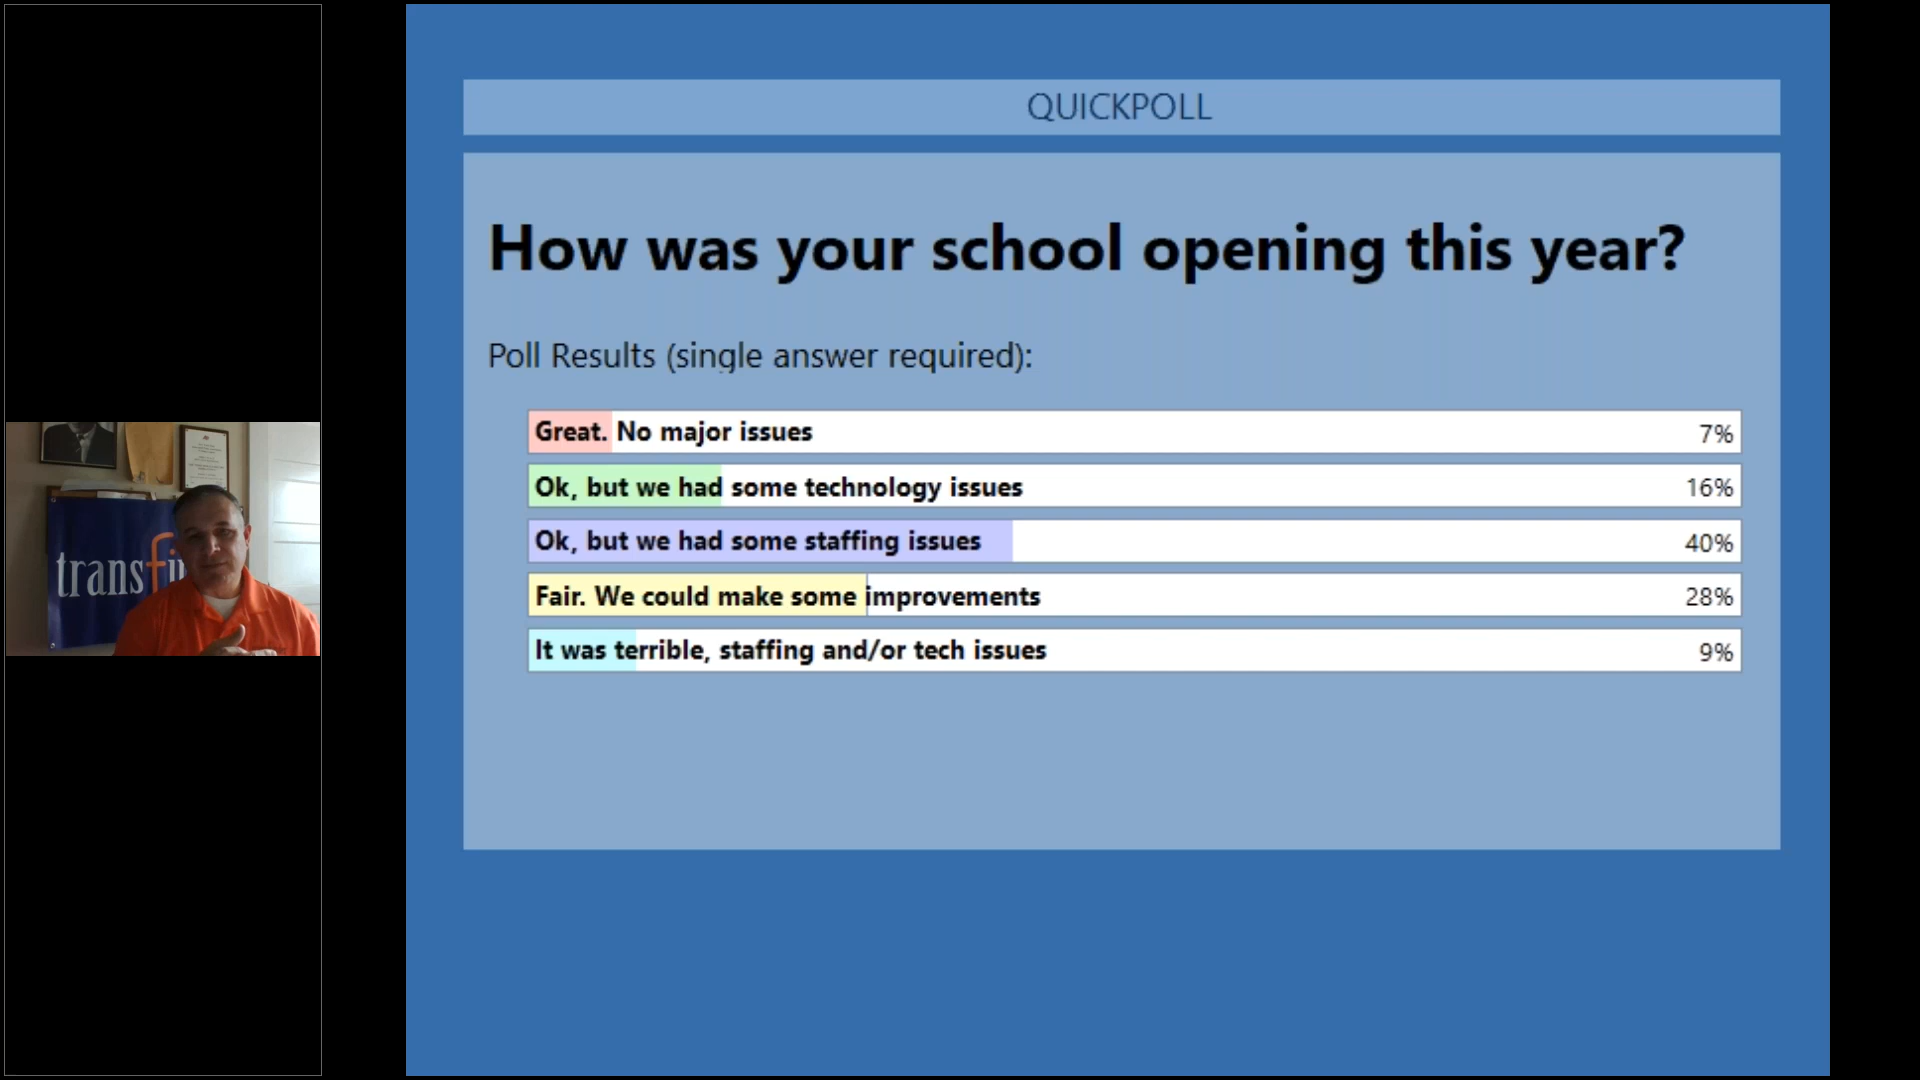 QUICKPOLL
How was your school opening this year?
Poll Results (single answer required):
Great. No major issues 7%
Ok, but we had some technology issues 16%
Ok, but we had some staffing issues 40%
Fair. We could make some improvements 28%
It was terrible, staffing and/or tech issues 9%
transfi